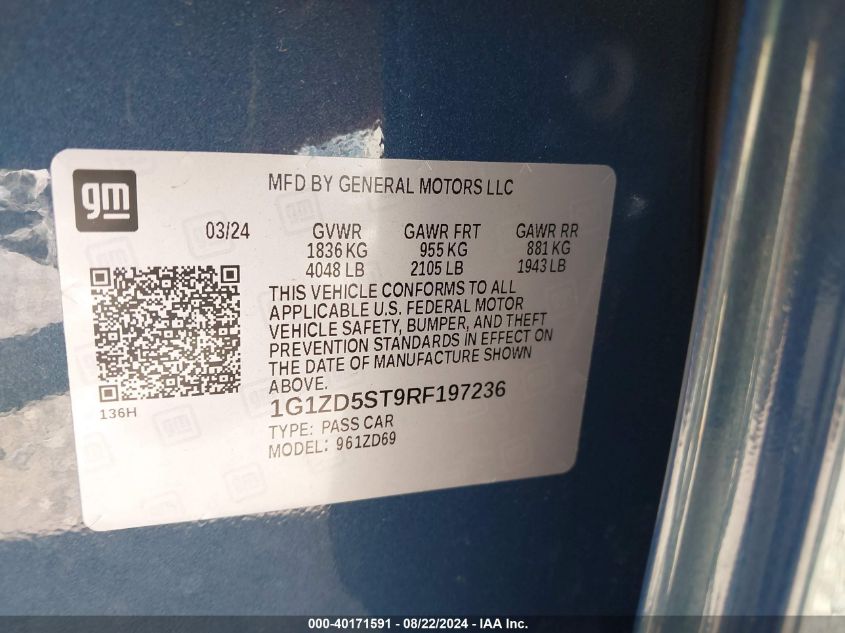 gm
MFD BY GENERAL MOTORS LLC
03/24 GVWR GAWR FRT GAWR RR
1836 KG 955 KG 881 KG
4048 LB 2105 LB 1943 LB
THIS VEHICLE CONFORMS TO ALL
APPLICABLE U.S. FEDERAL MOTOR
VEHICLE SAFETY, BUMPER, AND THEFT
PREVENTION STANDARDS IN EFFECT ON
THE DATE OF MANUFACTURE SHOWN
ABOVE.
136H
1G1ZD5ST9RF197236
TYPE: PASS CAR
MODEL: 961ZD69
000-40171591 - 08/22/2024 - IAA Inc.